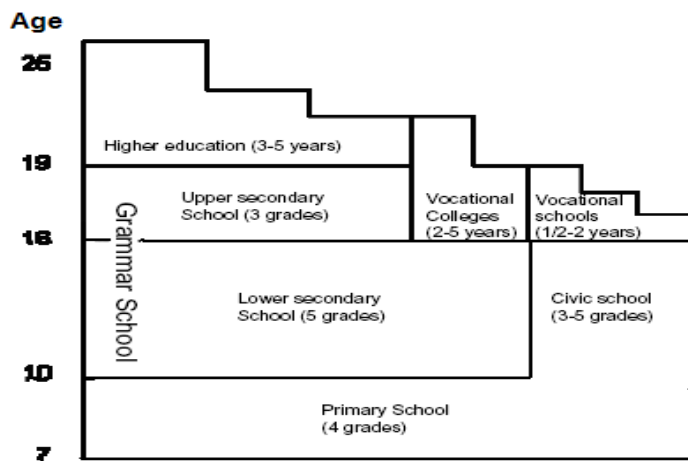 Age
25
19
16
10
7
Higher education (3-5 years)
Upper secondary
School (3 grades)
Vocational
Colleges
(2-5 years)
Vocational
schools
(1/2-2 years)
Grammar School
Lower secondary
School (5 grades)
Civic school
(3-5 grades)
Primary School
(4 grades)